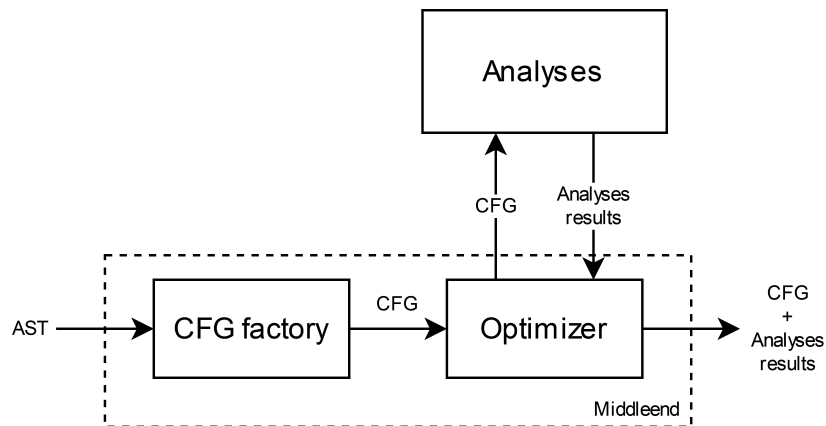 Analyses
CFG
Analyses
results
AST
CFG factory
CFG
Optimizer
CFG
+
Analyses
results
Middleend